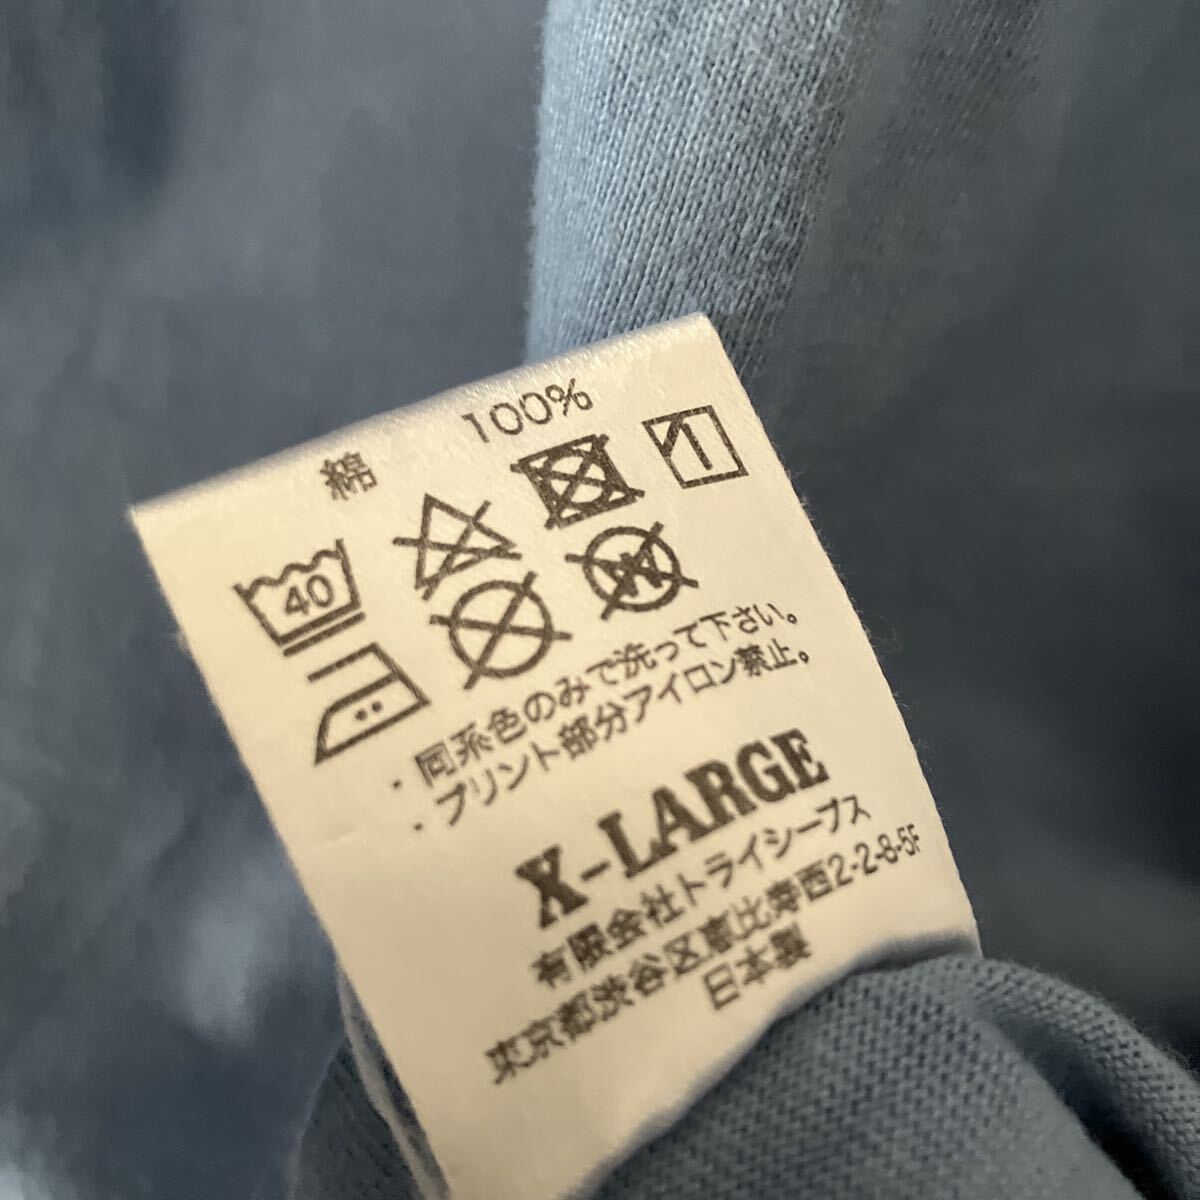 綿 100%
40
W
・同系色のみで洗って下さい。
・プリント部分アイロン禁止。
X-LARGE
有限会社トライシープス
東京都渋谷区恵比寿西2-2-8-5F
日本製